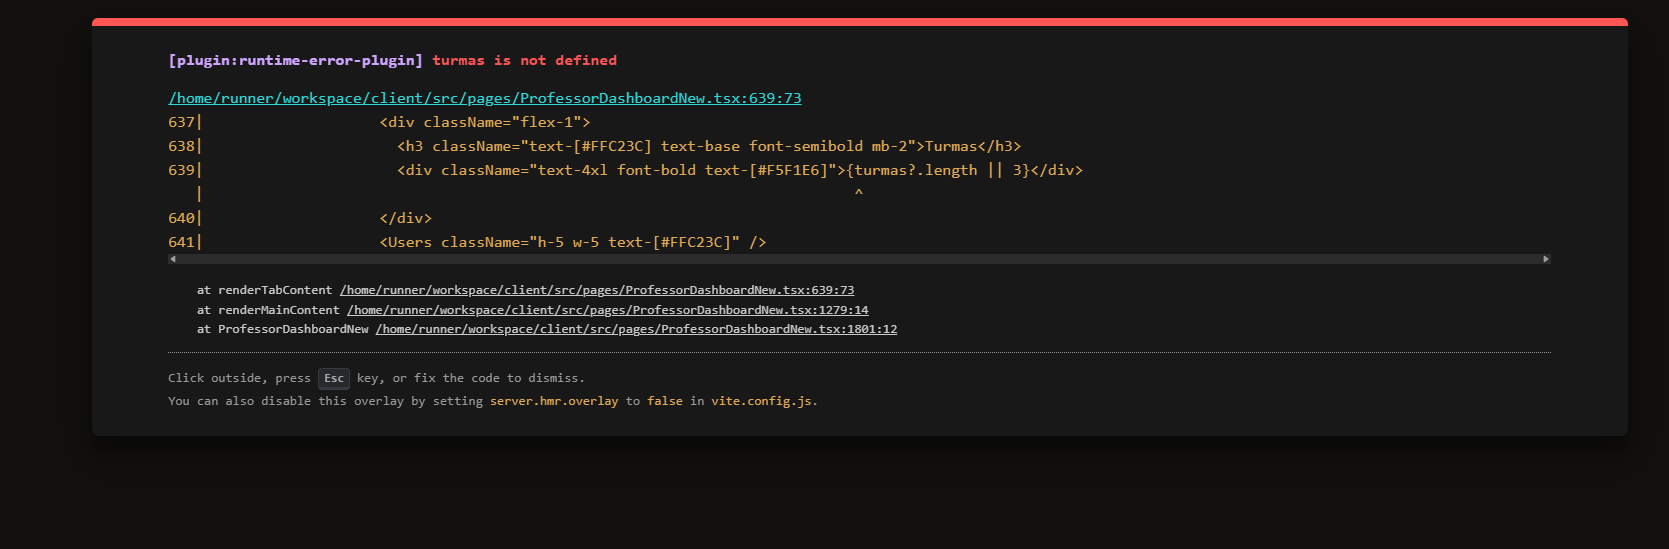 [plugin:runtime-error-plugin] turmas is not defined
/home/runner/workspace/client/src/pages/ProfessorDashboardNew.tsx:639:73
637|                    <div className="flex-1">
638|                      <h3 className="text-[#FFC23C] text-base font-semibold mb-2">Turmas</h3>
639|                      <div className="text-4xl font-bold text-[#F5F1E6]">{turmas?.length || 3}</div>
   |                                                                          ^
640|                    </div>
641|                    <Users className="h-5 w-5 text-[#FFC23C]" />
at renderTabContent /home/runner/workspace/client/src/pages/ProfessorDashboardNew.tsx:639:73
at renderMainContent /home/runner/workspace/client/src/pages/ProfessorDashboardNew.tsx:1279:14
at ProfessorDashboardNew /home/runner/workspace/client/src/pages/ProfessorDashboardNew.tsx:1801:12
Click outside, press Esc key, or fix the code to dismiss.
You can also disable this overlay by setting server.hmr.overlay to false in vite.config.js.